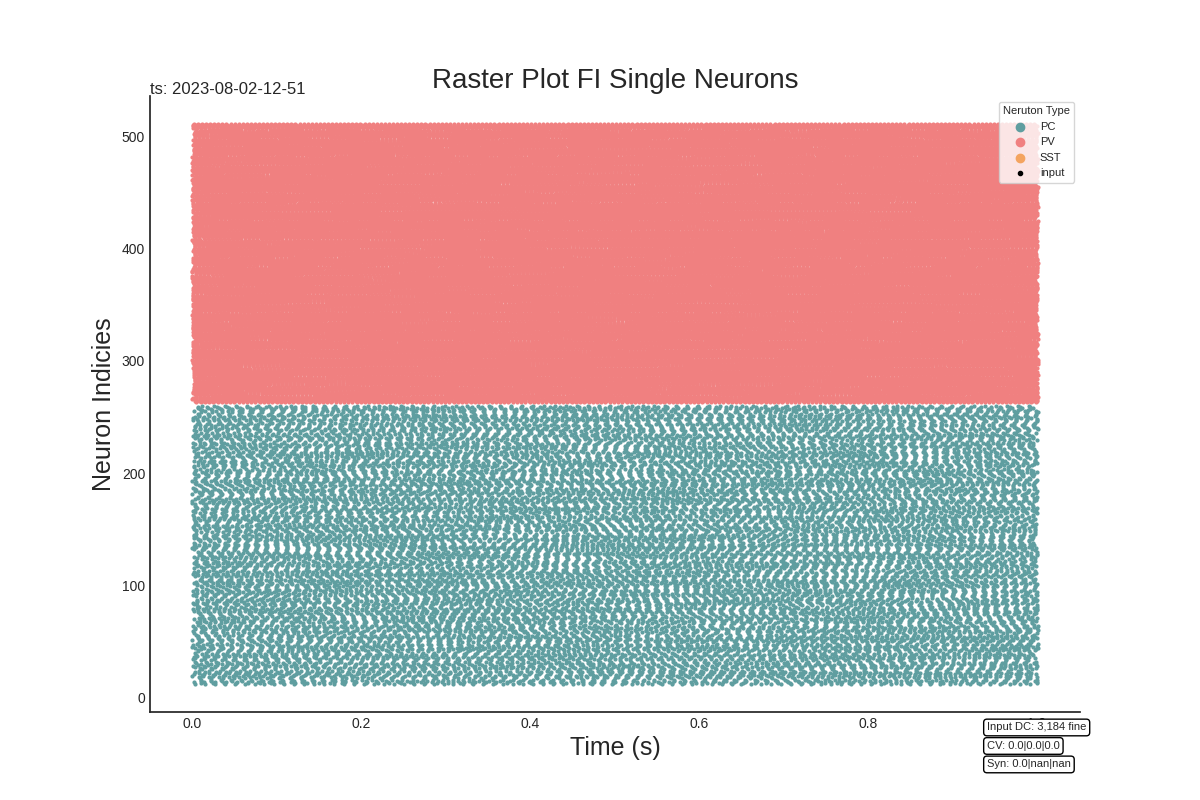 Raster Plot FI Single Neurons
ts: 2023-08-02-12-51
Neruton Type
PC
PV
SST
input
500
400
300
200
100
0
Neuron Indicies
0.0
0.2
0.4
0.6
0.8
Time (s)
Input DC: 3,184 fine
CV: 0.0|0.0|0.0
Syn: 0.0|nan|nan